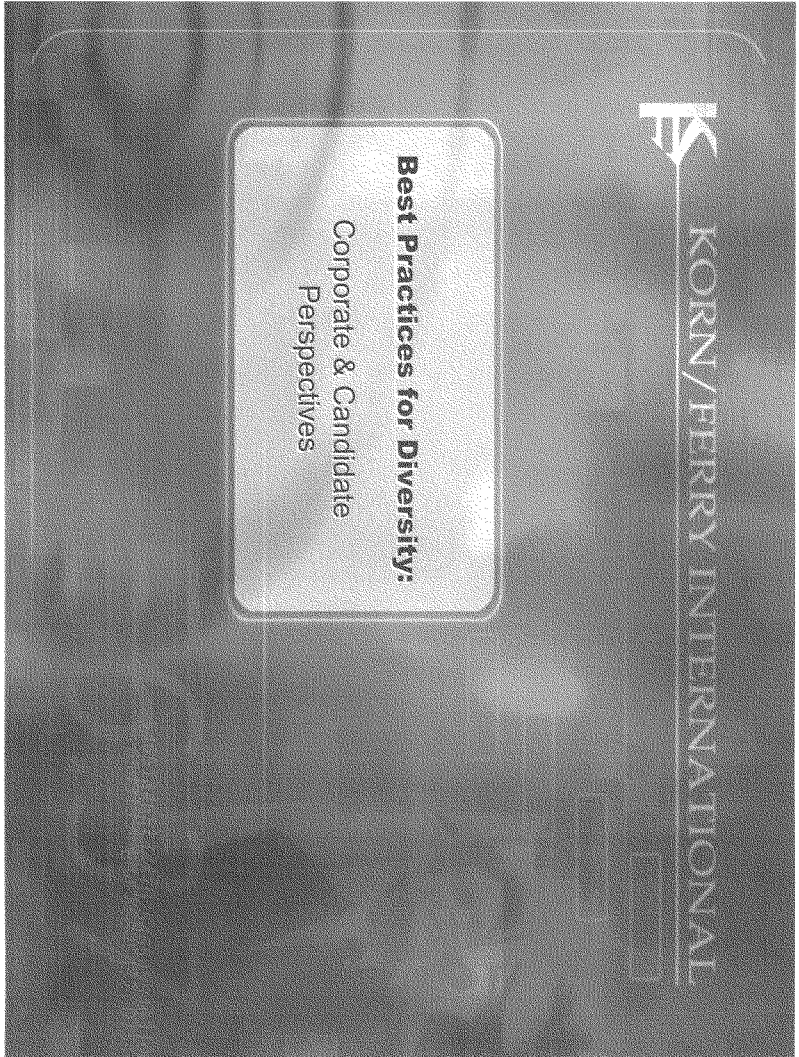 KORN/FERRY INTERNATIONAL
Best Practices for Diversity:
Corporate & Candidate
Perspectives